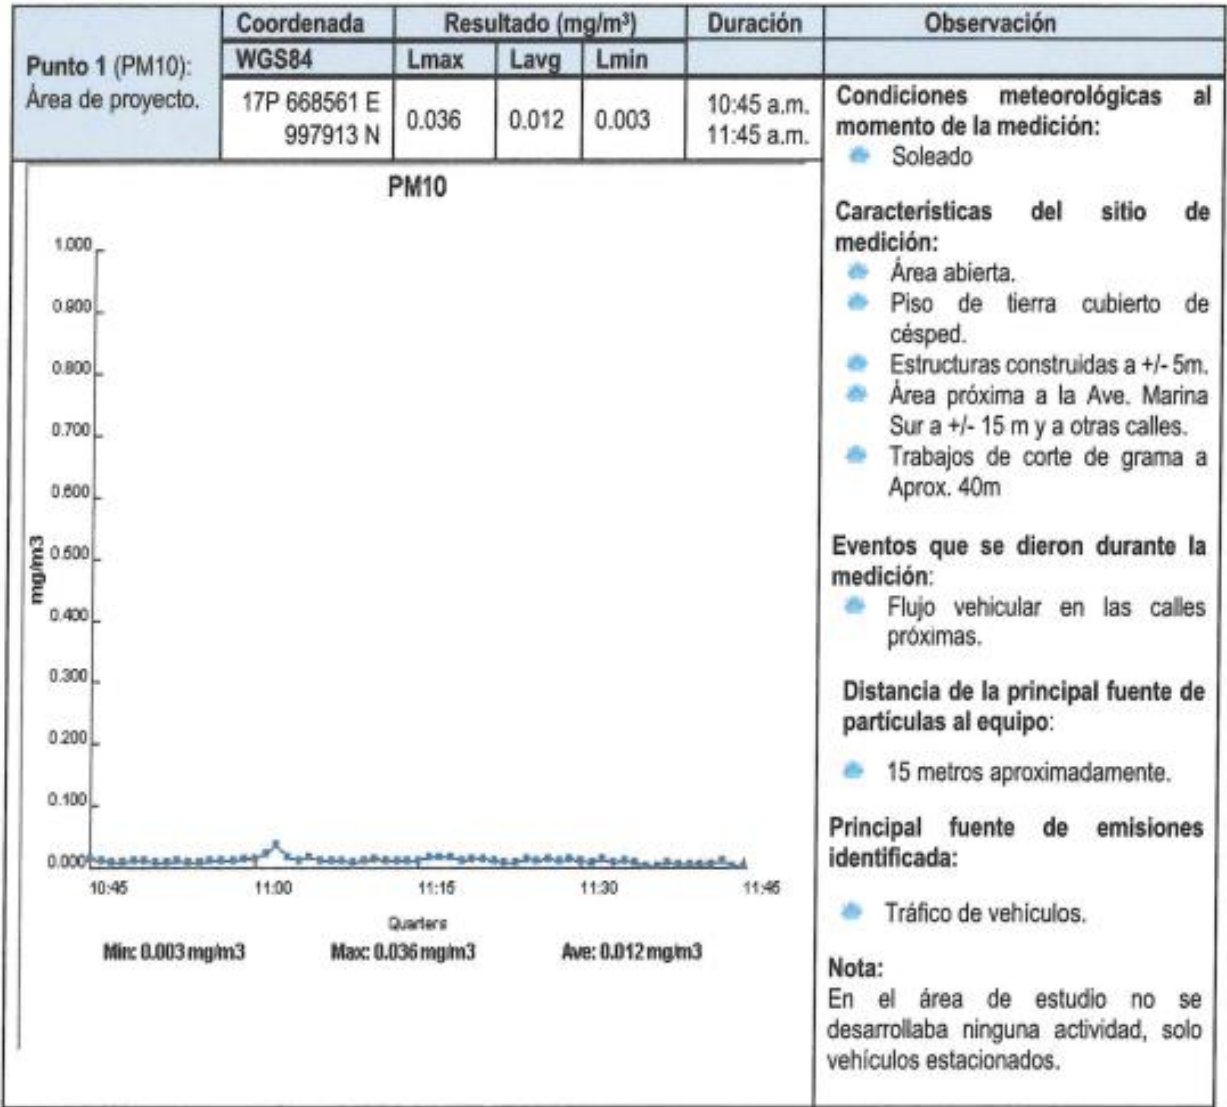 Punto 1 (PM10):
Área de proyecto.
Coordenada
Resultado (mg/m³)
Duración
Observación
WGS84
Lmax
Lavg
Lmin
17P 668561 E
997913 N
0.036
0.012
0.003
10:45 a.m.
11:45 a.m.
PM10
1.000
0.900
0.800
0.700
0.600
0.500
0.400
0.300
0.200
0.100
0.000
mg/m3
10:45
11:00
11:15
11:30
11:45
Quarters
Min: 0.003 mg/m3
Max: 0.036 mg/m3
Ave: 0.012 mg/m3
Condiciones meteorológicas al
momento de la medición:
Soleado
Características del sitio de
medición:
Área abierta.
Piso de tierra cubierto de
césped.
Estructuras construidas a +/- 5m.
Área próxima a la Ave. Marina
Sur a +/- 15 m y a otras calles.
Trabajos de corte de grama a
Aprox. 40m
Eventos que se dieron durante la
medición:
Flujo vehicular en las calles
próximas.
Distancia de la principal fuente de
partículas al equipo:
15 metros aproximadamente.
Principal fuente de emisiones
identificada:
Tráfico de vehículos.
Nota:
En el área de estudio no se
desarrollaba ninguna actividad, solo
vehículos estacionados.